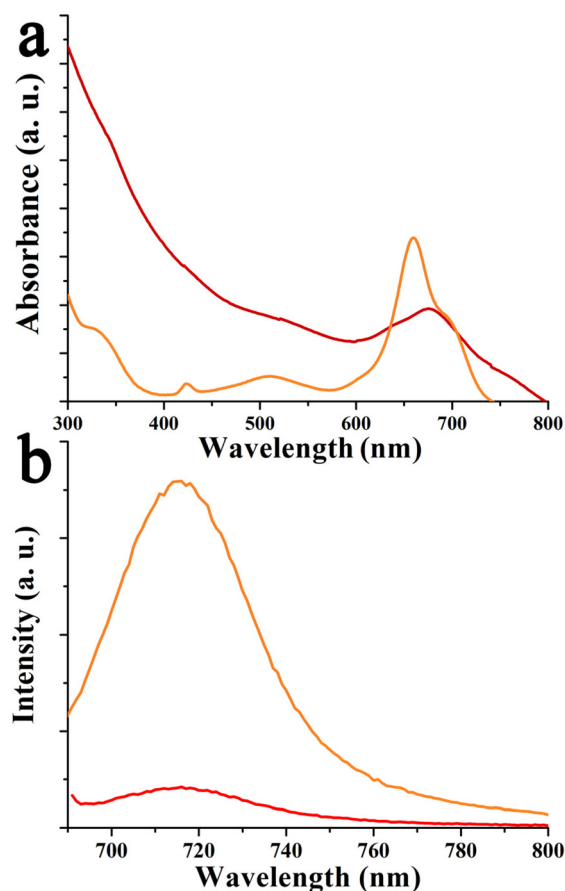 a
Absorbance (a. u.)
300 400 500 600 700 800
Wavelength (nm)
b
Intensity (a. u.)
700 720 740 760 780 800
Wavelength (nm)